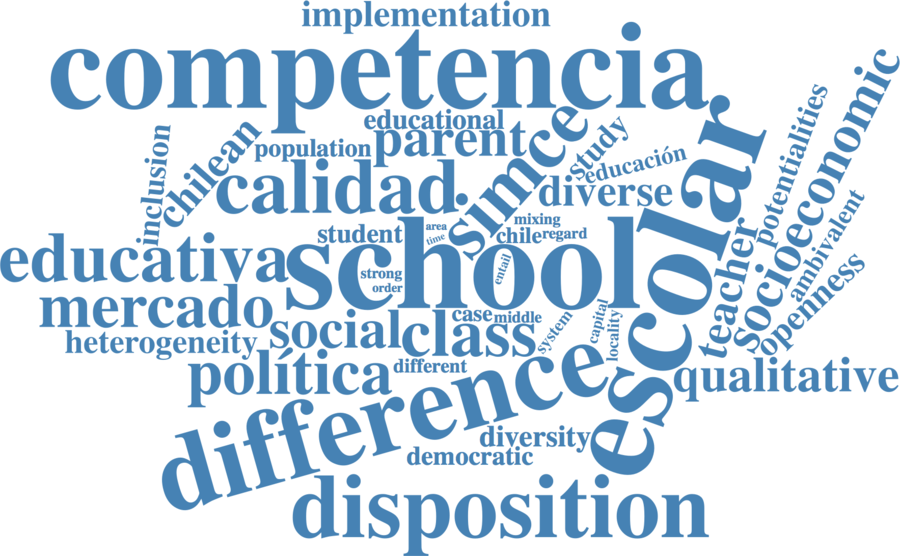 implementation
competencia
educational
parent
population
chilean
inclusion
calidad
simce
study
educación
diverse
escolar
potentialities
socioeconomic
ambivalent
openness
teacher
mixing
area
time
student
chile
regard
school
educativa
strong
order
entail
mercado
heterogeneity
social
class
case
middle
system
capital
locality
política
different
difference
qualitative
diversity
democratic
disposition